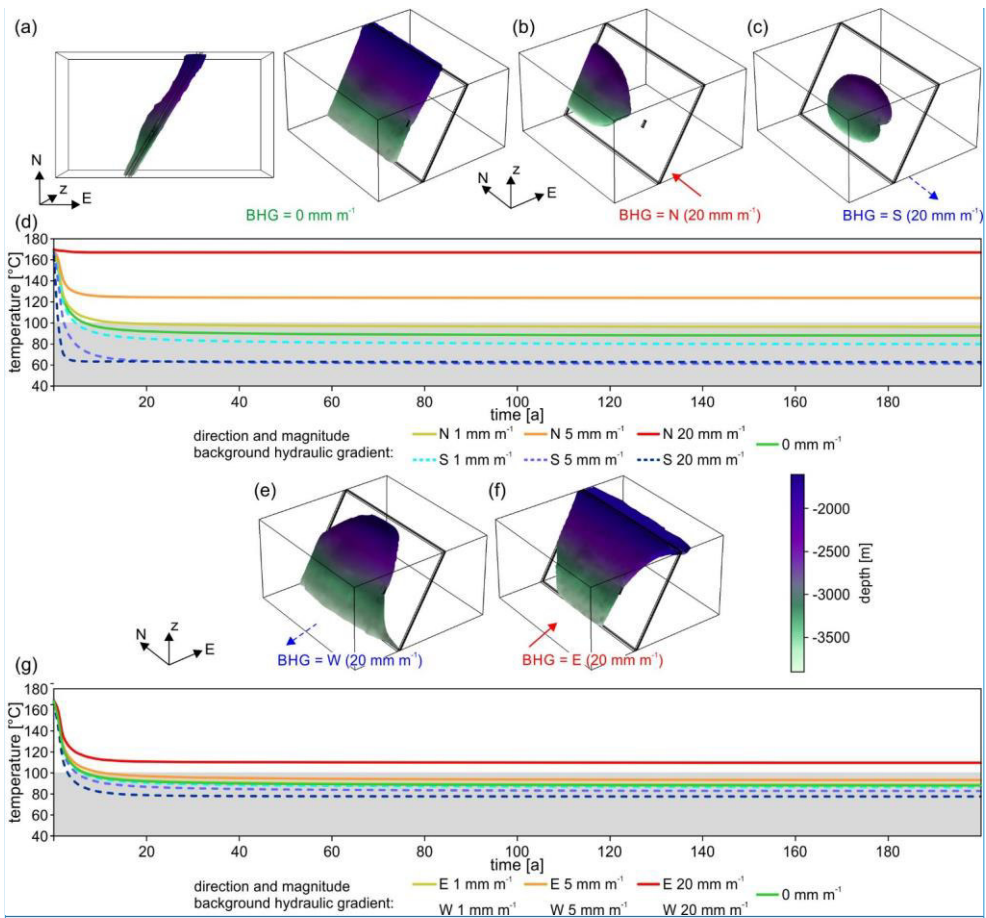 (a)
(b)
(c)
N
z
E
N
z
E
BHG = 0 mm m⁻¹
BHG = N (20 mm m⁻¹)
BHG = S (20 mm m⁻¹)
(d)
temperature [°C]
180
160
140
120
100
80
60
40
20
40
60
80
100
120
140
160
180
time [a]
direction and magnitude
background hydraulic gradient:
N 1 mm m⁻¹
N 5 mm m⁻¹
N 20 mm m⁻¹
0 mm m⁻¹
S 1 mm m⁻¹
S 5 mm m⁻¹
S 20 mm m⁻¹
(e)
(f)
-2000
-2500
-3000
-3500
depth [m]
N
z
E
BHG = W (20 mm m⁻¹)
BHG = E (20 mm m⁻¹)
(g)
temperature [°C]
180
160
140
120
100
80
60
40
20
40
60
80
100
120
140
160
180
time [a]
direction and magnitude
background hydraulic gradient:
E 1 mm m⁻¹
E 5 mm m⁻¹
E 20 mm m⁻¹
0 mm m⁻¹
W 1 mm m⁻¹
W 5 mm m⁻¹
W 20 mm m⁻¹